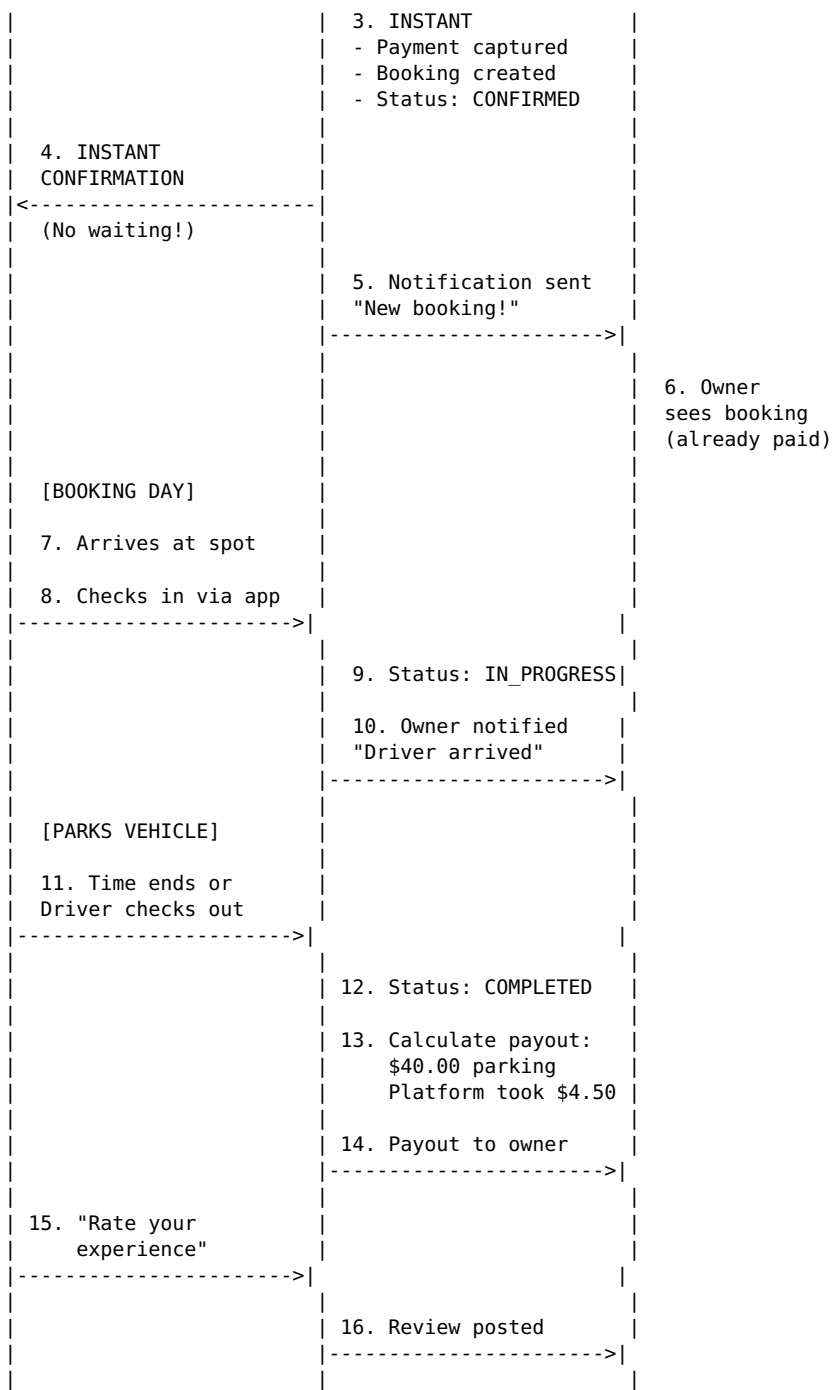 3. INSTANT
- Payment captured
- Booking created
- Status: CONFIRMED
4. INSTANT
CONFIRMATION
(No waiting!)
5. Notification sent
"New booking!"
6. Owner
sees booking
(already paid)
[BOOKING DAY]
7. Arrives at spot
8. Checks in via app
9. Status: IN_PROGRESS
10. Owner notified
"Driver arrived"
[PARKS VEHICLE]
11. Time ends or
Driver checks out
12. Status: COMPLETED
13. Calculate payout:
$40.00 parking
Platform took $4.50
14. Payout to owner
15. "Rate your
experience"
16. Review posted